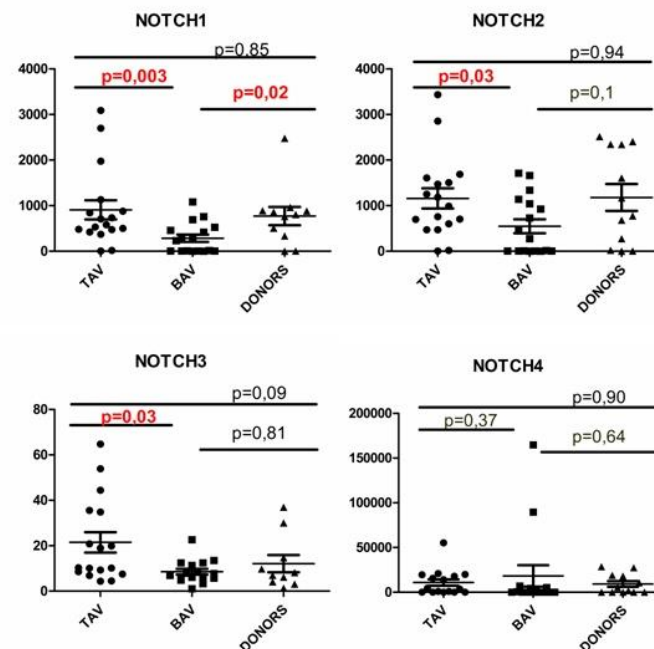 NOTCH1
p=0.85
p=0,003
p=0,02
4000
3000
2000
1000
0
TAV
BAV
DONORS
NOTCH2
p=0,94
p=0,03
p=0,1
4000
3000
2000
1000
0
TAV
BAV
DONORS
NOTCH3
p=0,09
p=0,03
p=0,81
80
60
40
20
0
TAV
BAV
DONORS
NOTCH4
p=0,90
p=0,37
p=0,64
200000
150000
100000
50000
0
TAV
BAV
DONORS